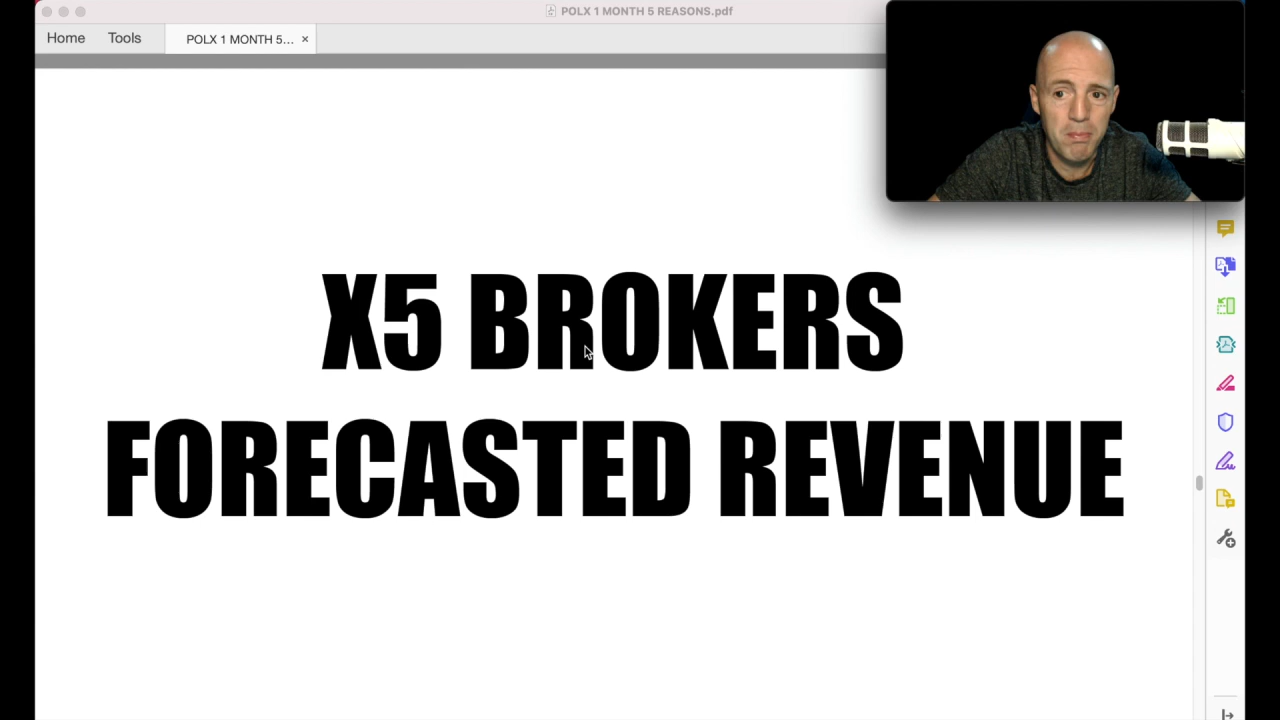 POLX 1 MONTH 5 REASONS.pdf
Home Tools POLX 1 MONTH 5... ×
X5 BROKERS
FORECASTED REVENUE